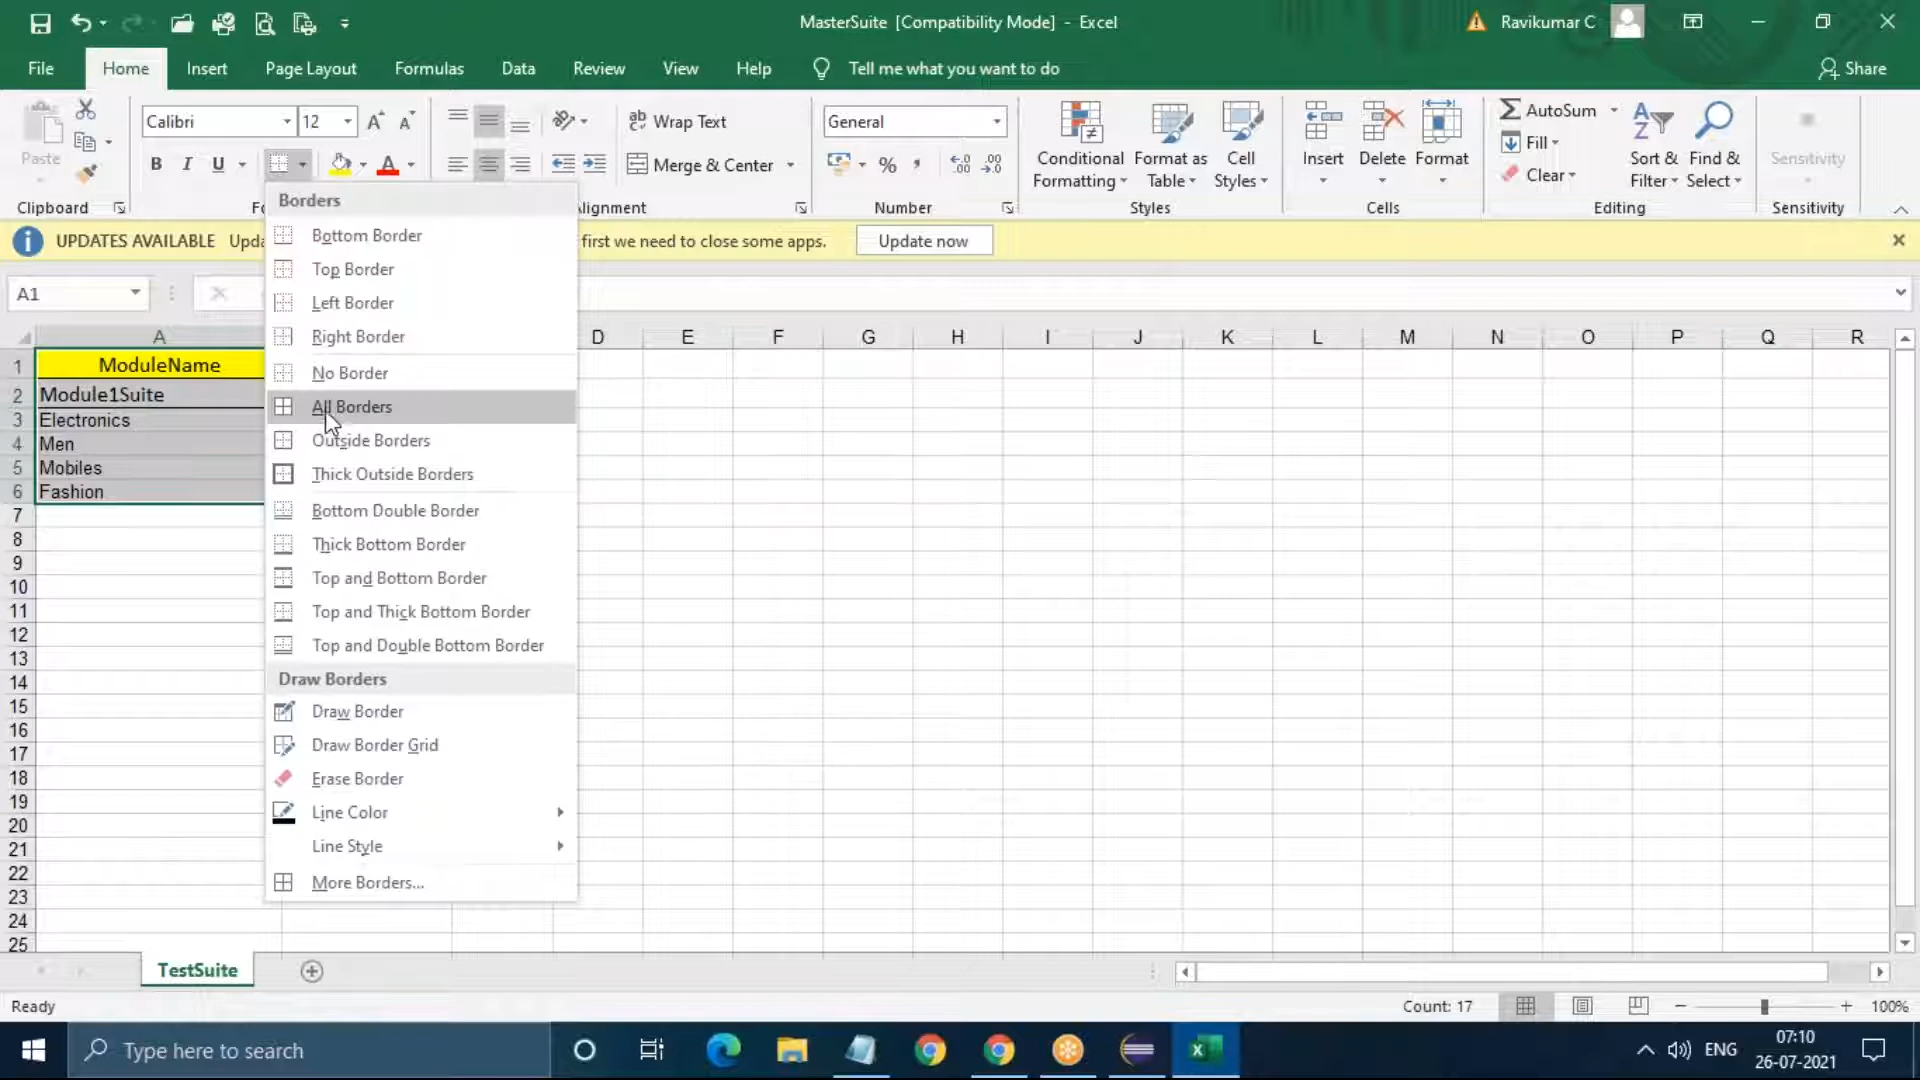 MasterSuite [Compatibility Mode] - Excel
Ravikumar C
File Home Insert Page Layout Formulas Data Review View Help Tell me what you want to do Share
Paste
Clipboard
Calibri 12
B I U A
Wrap Text
Merge & Center
Alignment
General
%
Number
Conditional Formatting
Format as Table
Cell Styles
Styles
Insert Delete Format
Cells
AutoSum
Fill
Clear
Sort & Filter
Find & Select
Editing
Sensitivity
Sensitivity
UPDATES AVAILABLE first we need to close some apps. Update now
A1
Borders
Bottom Border
Top Border
Left Border
Right Border
No Border
All Borders
Outside Borders
Thick Outside Borders
Bottom Double Border
Thick Bottom Border
Top and Bottom Border
Top and Thick Bottom Border
Top and Double Bottom Border
Draw Borders
Draw Border
Draw Border Grid
Erase Border
Line Color
Line Style
More Borders...
A D E F G H I J K L M N O P Q R
1 ModuleName
2 Module1Suite
3 Electronics
4 Men
5 Mobiles
6 Fashion
7
8
9
10
11
12
13
14
15
16
17
18
19
20
21
22
23
24
25
TestSuite
Ready
Count: 17
100%
Type here to search
ENG
07:10
26-07-2021